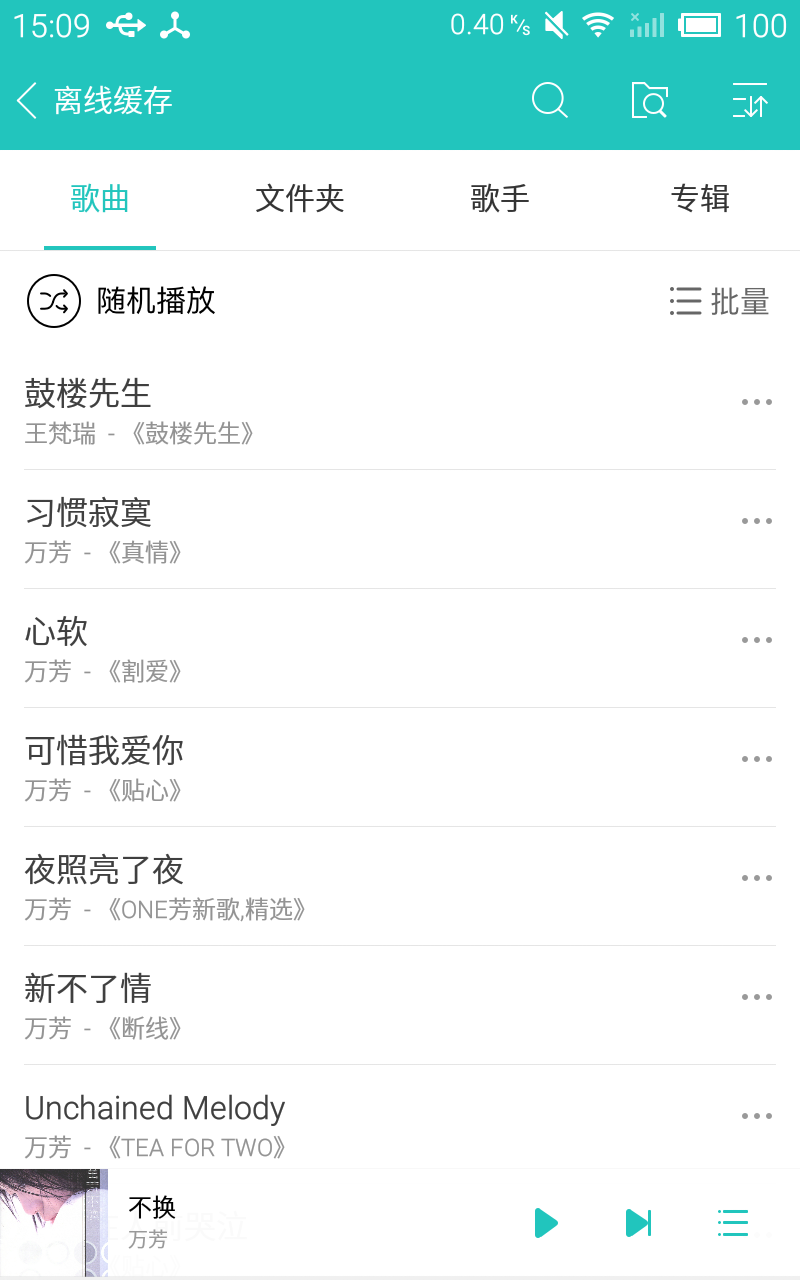 15:09 0.40 K/s 100
离线缓存
歌曲 文件夹 歌手 专辑
随机播放 批量
鼓楼先生
王梵瑞 - 《鼓楼先生》
习惯寂寞
万芳 - 《真情》
心软
万芳 - 《割爱》
可惜我爱你
万芳 - 《贴心》
夜照亮了夜
万芳 - 《ONE芳新歌,精选》
新不了情
万芳 - 《断线》
Unchained Melody
万芳 - 《TEA FOR TWO》
不换
万芳